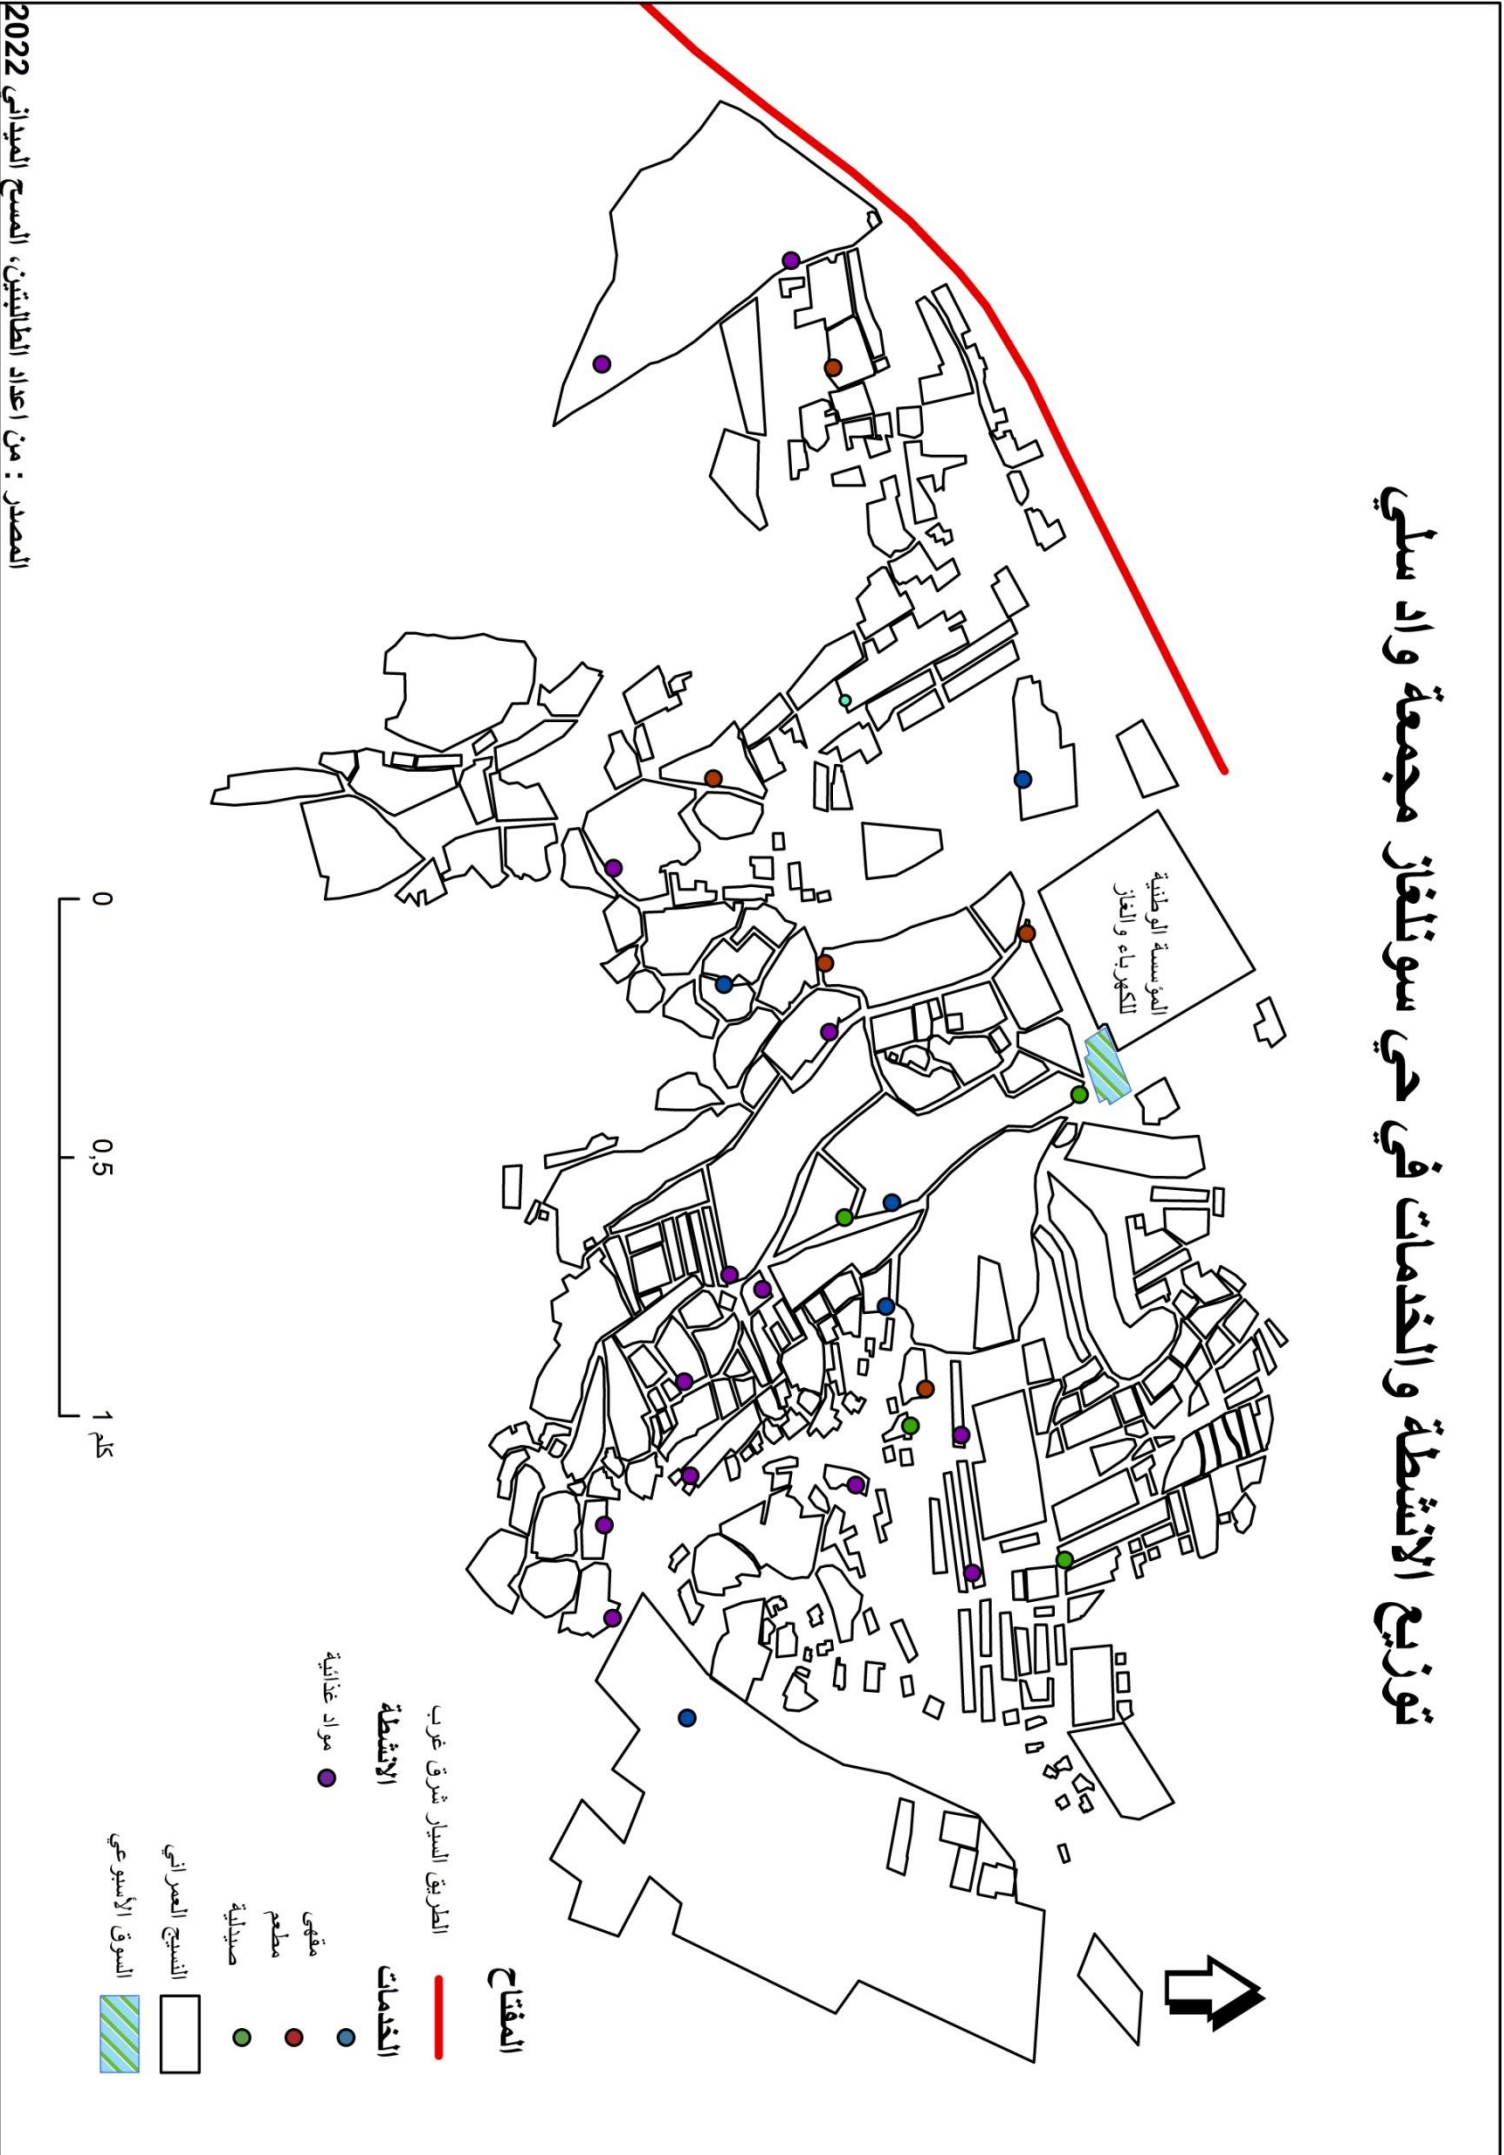 توزيع الانشطة والخدمات في حي سونلغاز مجمعة واد سلي
المؤسسة الوطنية
للكهرباء والغاز
المفتاح
الطريق السيار شرق غرب
الخدمات
الانشطة
مقهى
مطعم
صيدلية
مواد غذائية
النسيج العمراني
السوق الأسبوعي
0
0,5
1 كلم
المصدر : من اعداد الطالبتين، المسح الميداني 2022